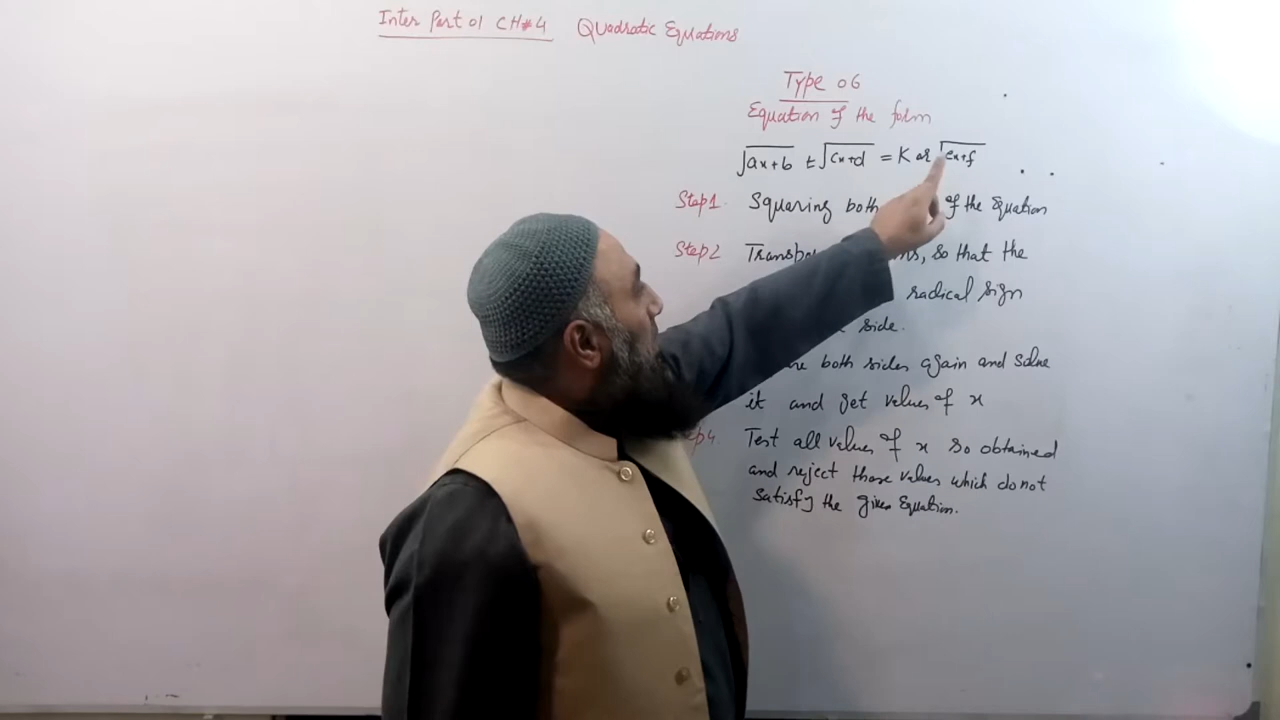 Inter Part 01 CH#4 Quadratic Equations
Type 06
Equation of the form
√ax+b ± √cx+d = K or √ex+f
Step1 Squaring both of the Equation
Step2 so that the
radical sign
side.
both sides again and solve
it and get values of x
Test all values of x so obtained
and reject those values which do not
satisfy the given Equation.